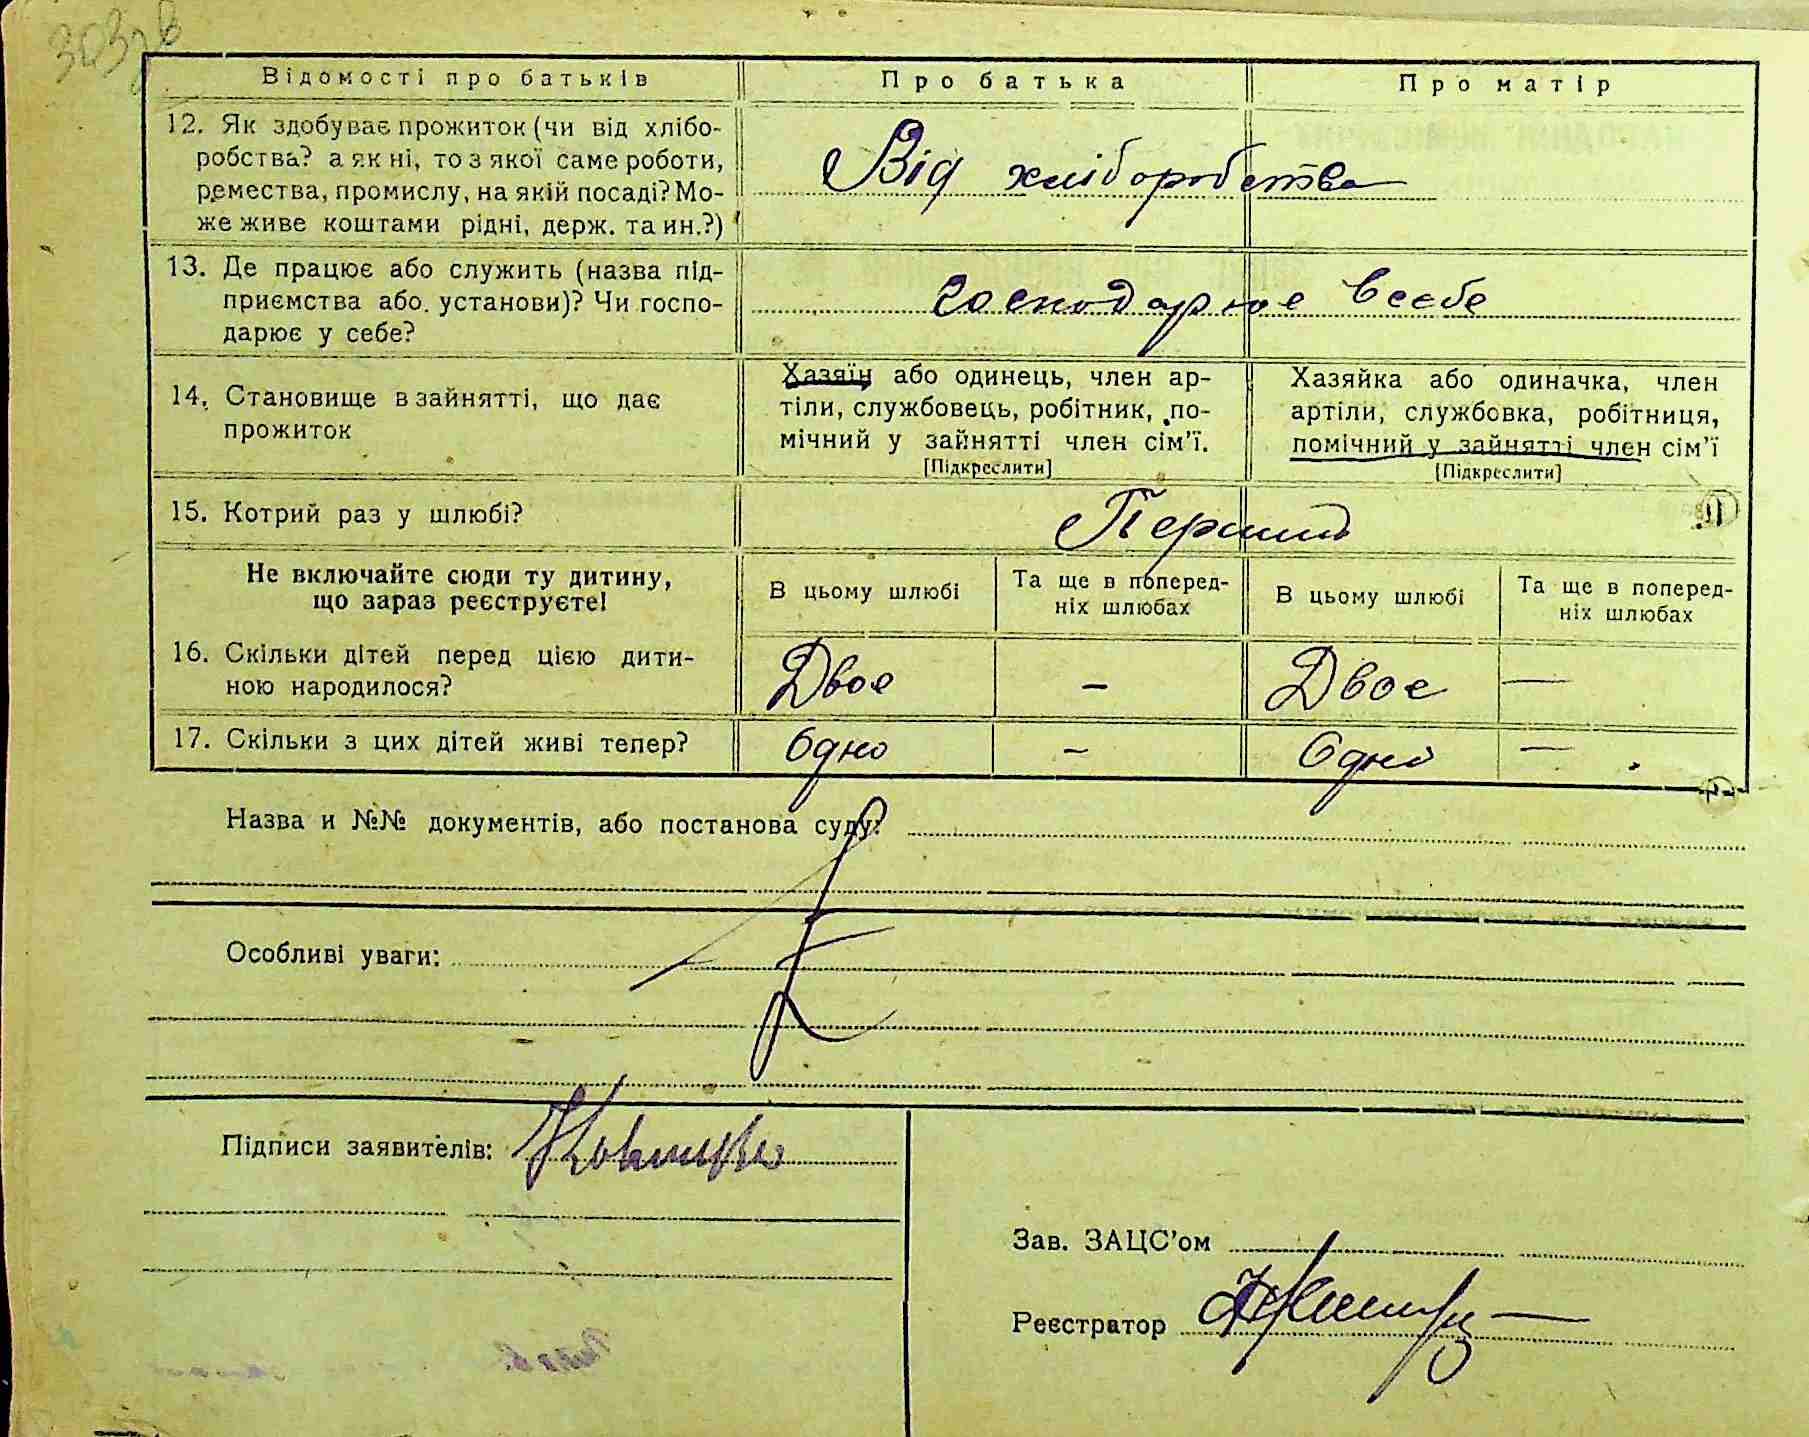 303 зв
Відомості про батьків Про батька Про матір
12. Як здобуває прожиток (чи від хлібо-
робства? а як ні, то з якої саме роботи,
ремества, промислу, на якій посаді? Мо-
же живе коштами рідні, держ. та ин.?)
Від хліборобства
13. Де працює або служить (назва під-
приємства або установи)? Чи госпо-
дарює у себе?
Господарює в себе
14. Становище в зайнятті, що дає
прожиток
Хазяїн або одинець, член ар-
тіли, службовець, робітник, по-
мічний у зайнятті член сім'ї.
[Підкреслити]
Хазяйка або одиначка, член
артіли, службовка, робітниця,
помічний у зайнятті член сім'ї
[Підкреслити]
15. Котрий раз у шлюбі? Перший
Не включайте сюди ту дитину,
що зараз реєструєте!
В цьому шлюбі
Та ще в поперед-
ніх шлюбах
В цьому шлюбі
Та ще в поперед-
ніх шлюбах
16. Скільки дітей перед цією дити-
ною народилося?
Двоє – Двоє —
17. Скільки з цих дітей живі тепер? Одно – Одно —
Назва и №№ документів, або постанова суду:
Особливі уваги:
Підписи заявителів:
Зав. ЗАЦС'ом
Реєстратор